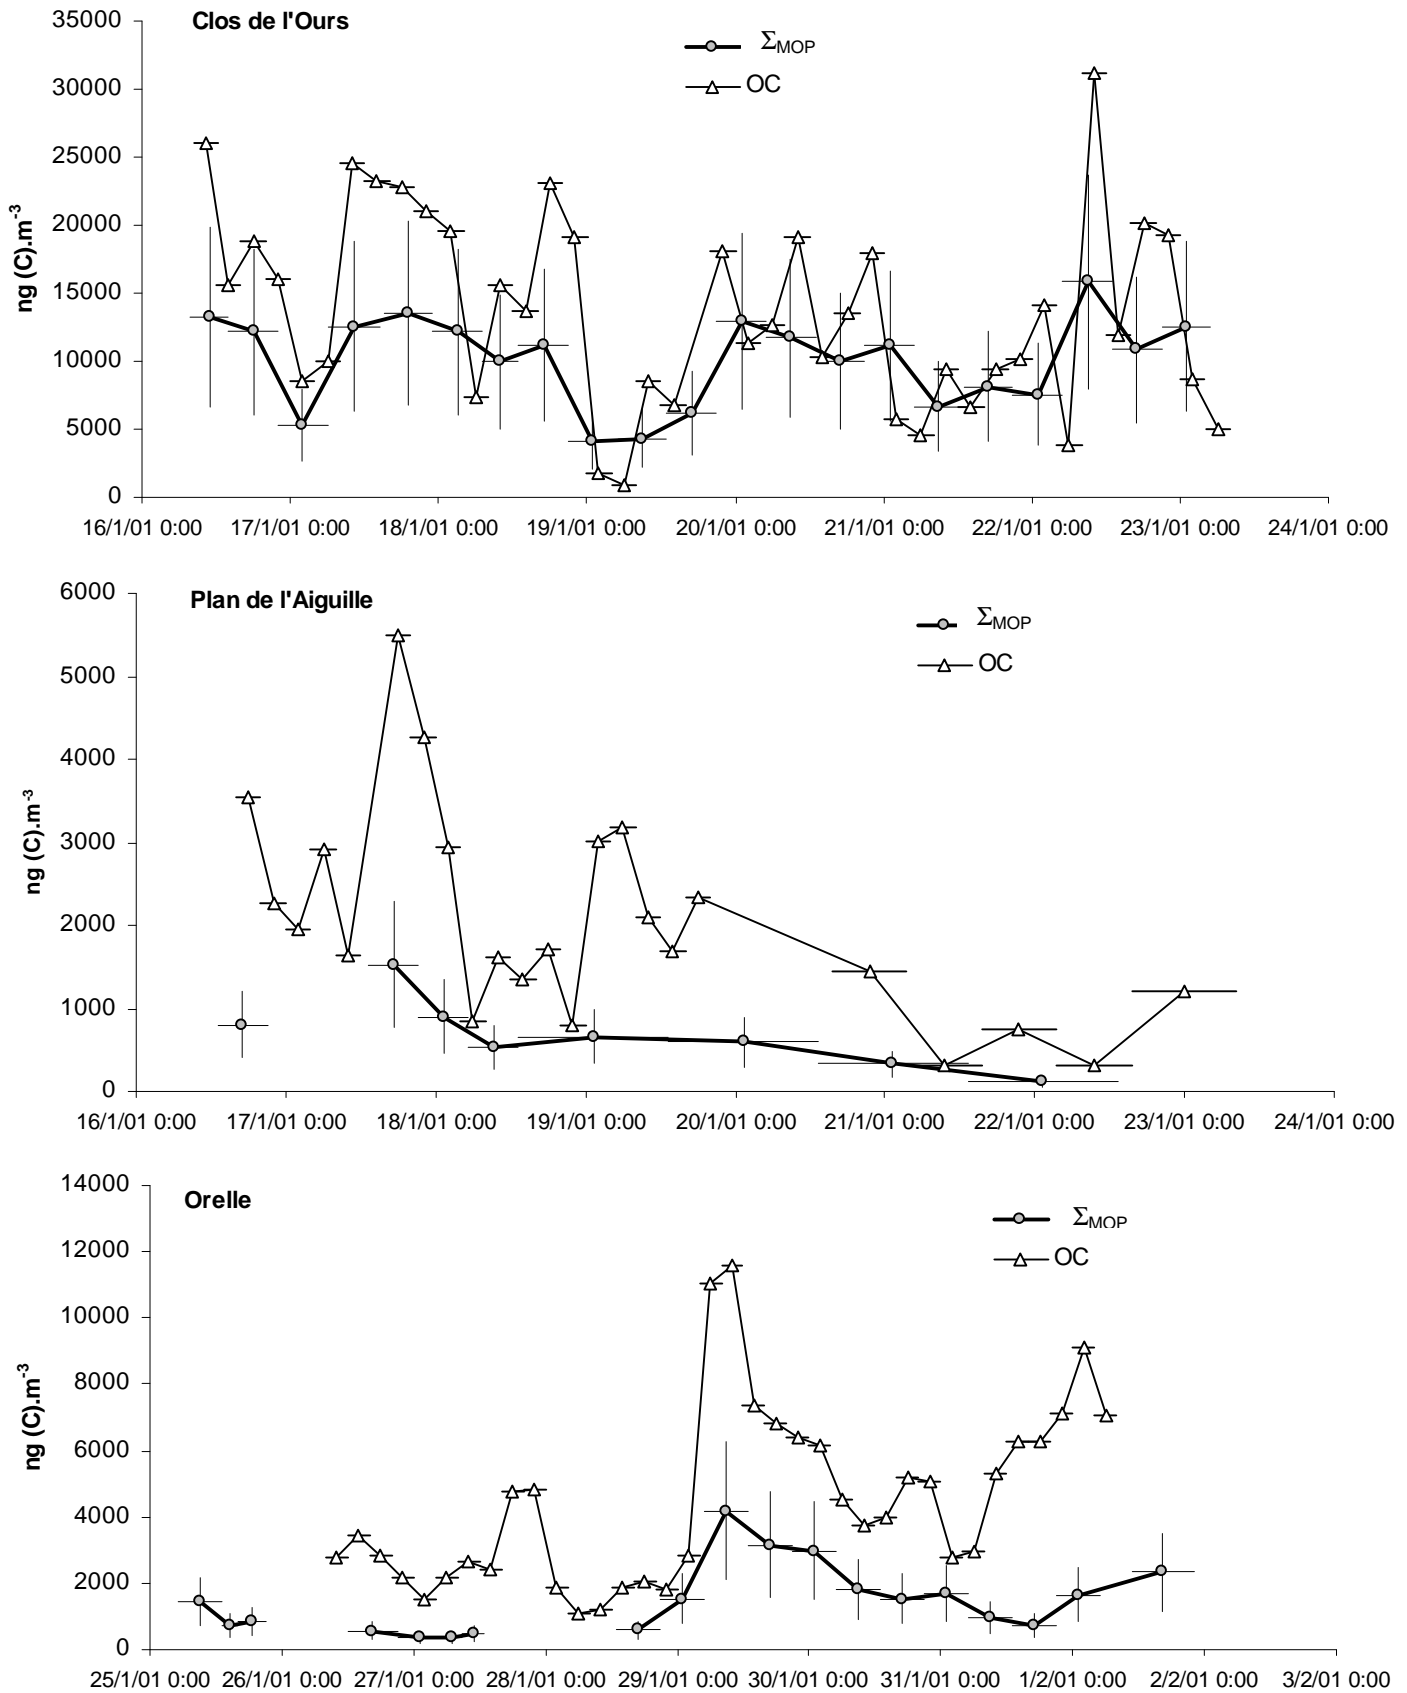 Clos de l'Ours
ΣMOP
OC
ng (C).m-3
35000
30000
25000
20000
15000
10000
5000
0
16/1/01 0:00 17/1/01 0:00 18/1/01 0:00 19/1/01 0:00 20/1/01 0:00 21/1/01 0:00 22/1/01 0:00 23/1/01 0:00 24/1/01 0:00
Plan de l'Aiguille
ΣMOP
OC
ng (C).m-3
6000
5000
4000
3000
2000
1000
0
16/1/01 0:00 17/1/01 0:00 18/1/01 0:00 19/1/01 0:00 20/1/01 0:00 21/1/01 0:00 22/1/01 0:00 23/1/01 0:00 24/1/01 0:00
Orelle
ΣMOP
OC
ng (C).m-3
14000
12000
10000
8000
6000
4000
2000
0
25/1/01 0:00 26/1/01 0:00 27/1/01 0:00 28/1/01 0:00 29/1/01 0:00 30/1/01 0:00 31/1/01 0:00 1/2/01 0:00 2/2/01 0:00 3/2/01 0:00